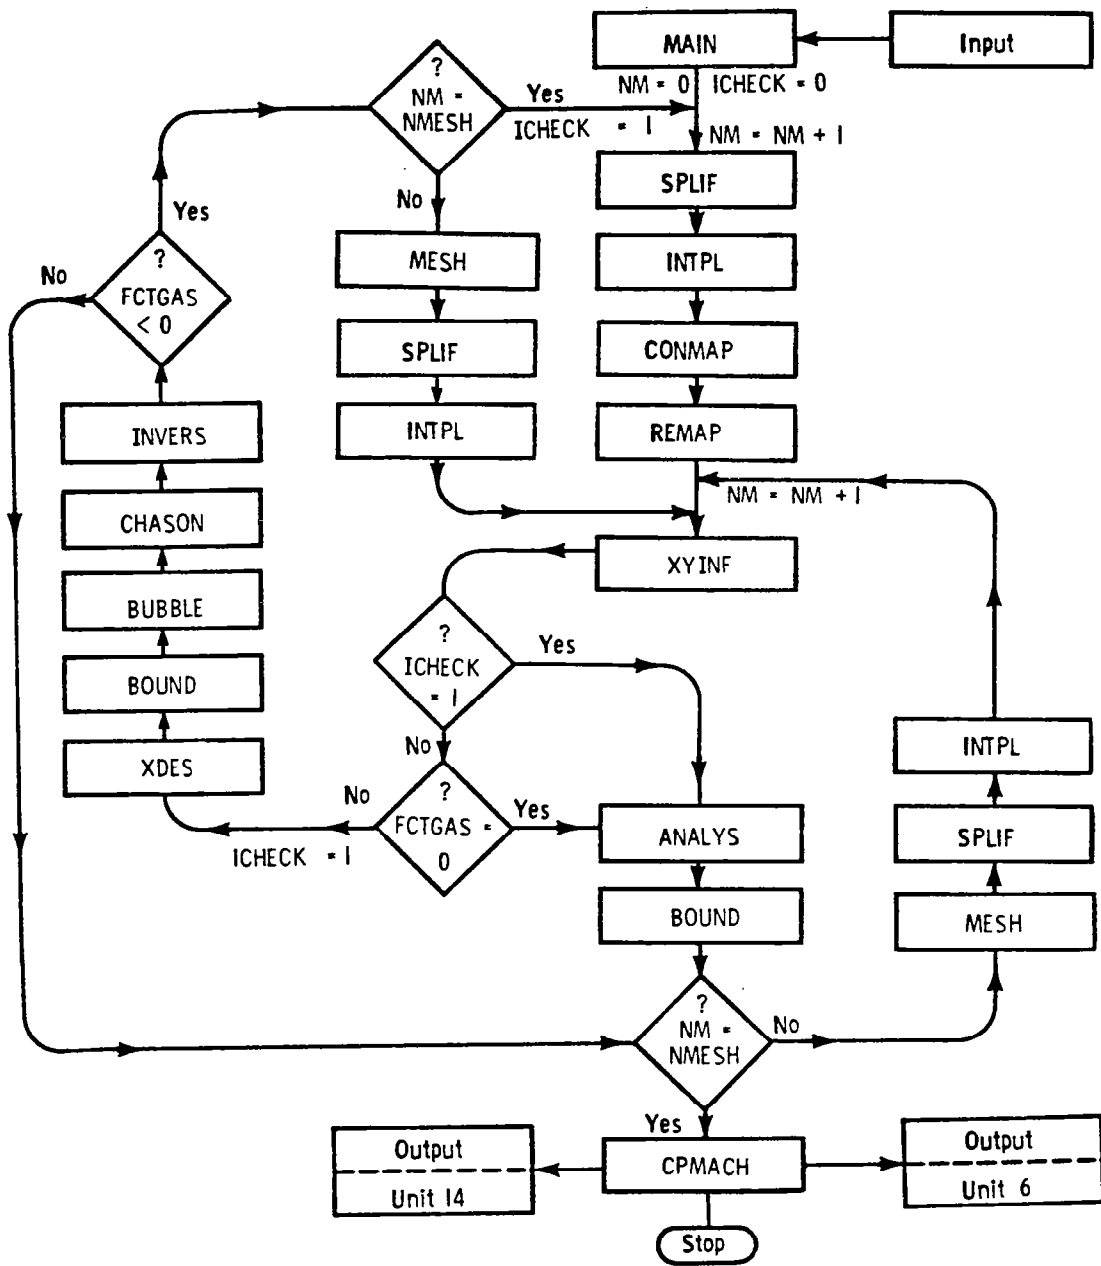 MAIN
Input
NM = 0
ICHECK = 0
?
NM =
NMESH
Yes
ICHECK = 1
NM = NM + 1
No
SPLIF
Yes
MESH
INTPL
?
FCTGAS
< 0
No
SPLIF
CONMAP
INVERS
INTPL
REMAP
NM = NM + 1
CHASON
XYINF
BUBBLE
?
ICHECK
= 1
Yes
BOUND
No
INTPL
XDES
?
FCTGAS =
0
No
ICHECK = 1
Yes
ANALYS
SPLIF
BOUND
MESH
?
NM =
NMESH
No
Yes
Output
Unit 14
CPMACH
Output
Unit 6
Stop